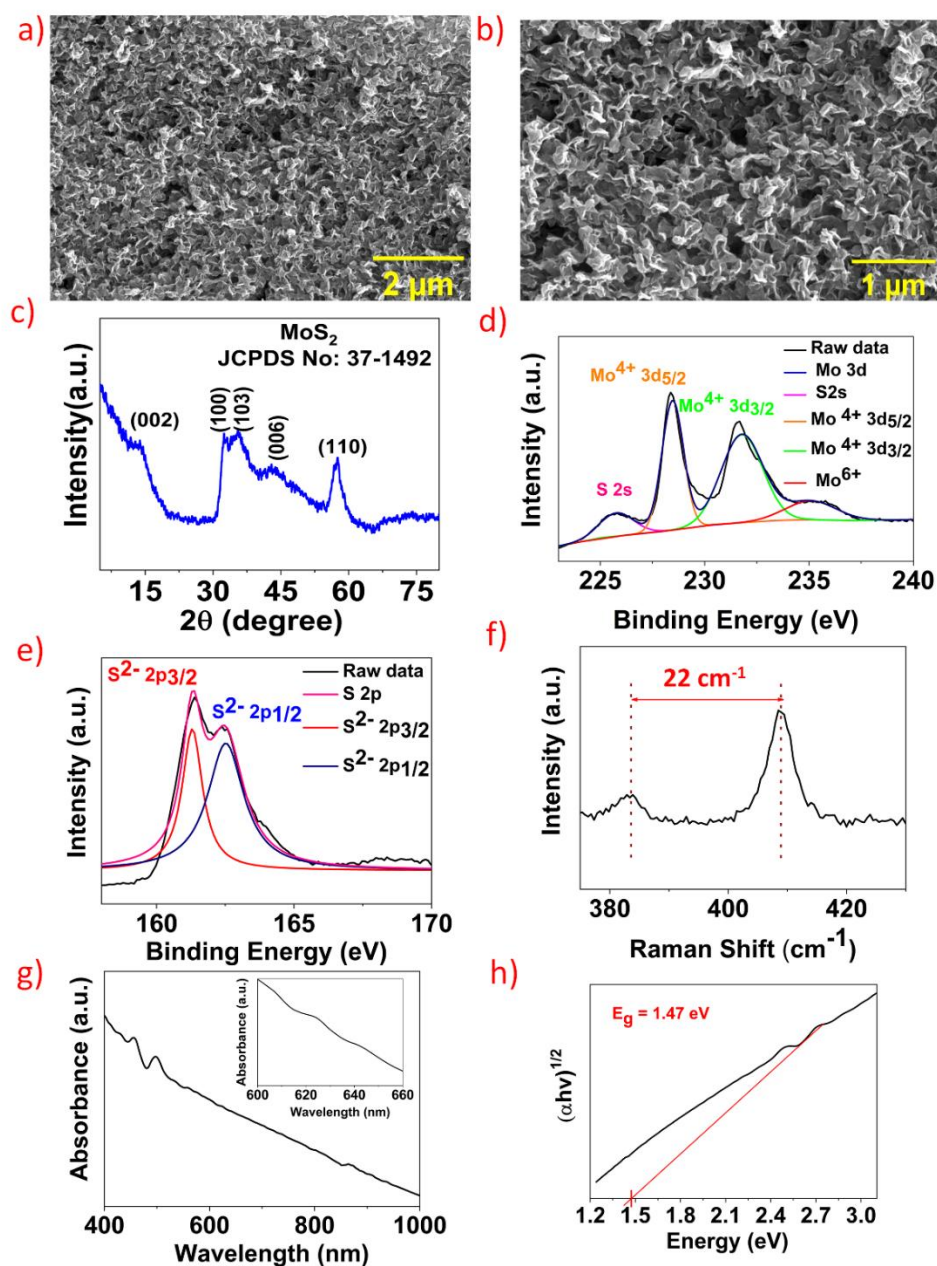 a)
2 µm
b)
1 µm
c)
MoS2
JCPDS No: 37-1492
(002)
(100)
(103)
(006)
(110)
Intensity(a.u.)
15 30 45 60 75
2θ (degree)
d)
Mo4+ 3d5/2
Mo4+ 3d3/2
S 2s
Raw data
Mo 3d
S2s
Mo 4+ 3d5/2
Mo 4+ 3d3/2
Mo6+
Intensity (a.u.)
225 230 235 240
Binding Energy (eV)
e)
S2- 2p3/2
S2- 2p1/2
Raw data
S 2p
S2- 2p3/2
S2- 2p1/2
Intensity (a.u.)
160 165 170
Binding Energy (eV)
f)
22 cm-1
Intensity (a.u.)
380 400 420
Raman Shift (cm-1)
g)
Absorbance (a.u.)
400 600 800 1000
Wavelength (nm)
Absorbance (a.u.)
600 620 640 660
Wavelength (nm)
h)
Eg = 1.47 eV
(αhν)1/2
1.2 1.5 1.8 2.1 2.4 2.7 3.0
Energy (eV)